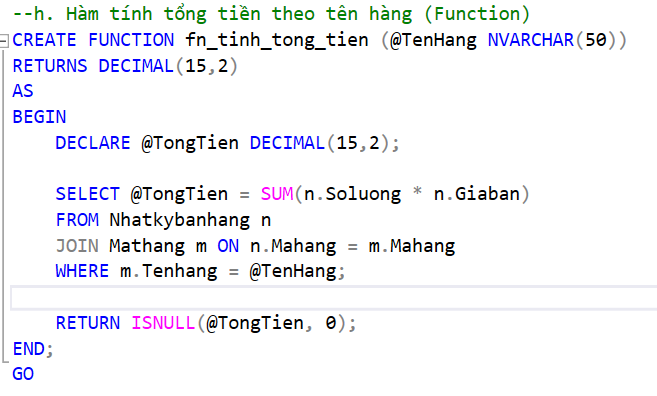 --h. Hàm tính tổng tiền theo tên hàng (Function)
CREATE FUNCTION fn_tinh_tong_tien (@TenHang NVARCHAR(50))
RETURNS DECIMAL(15,2)
AS
BEGIN
    DECLARE @TongTien DECIMAL(15,2);

    SELECT @TongTien = SUM(n.Soluong * n.Giaban)
    FROM Nhatkybanhang n
    JOIN Mathang m ON n.Mahang = m.Mahang
    WHERE m.Tenhang = @TenHang;

    RETURN ISNULL(@TongTien, 0);
END;
GO